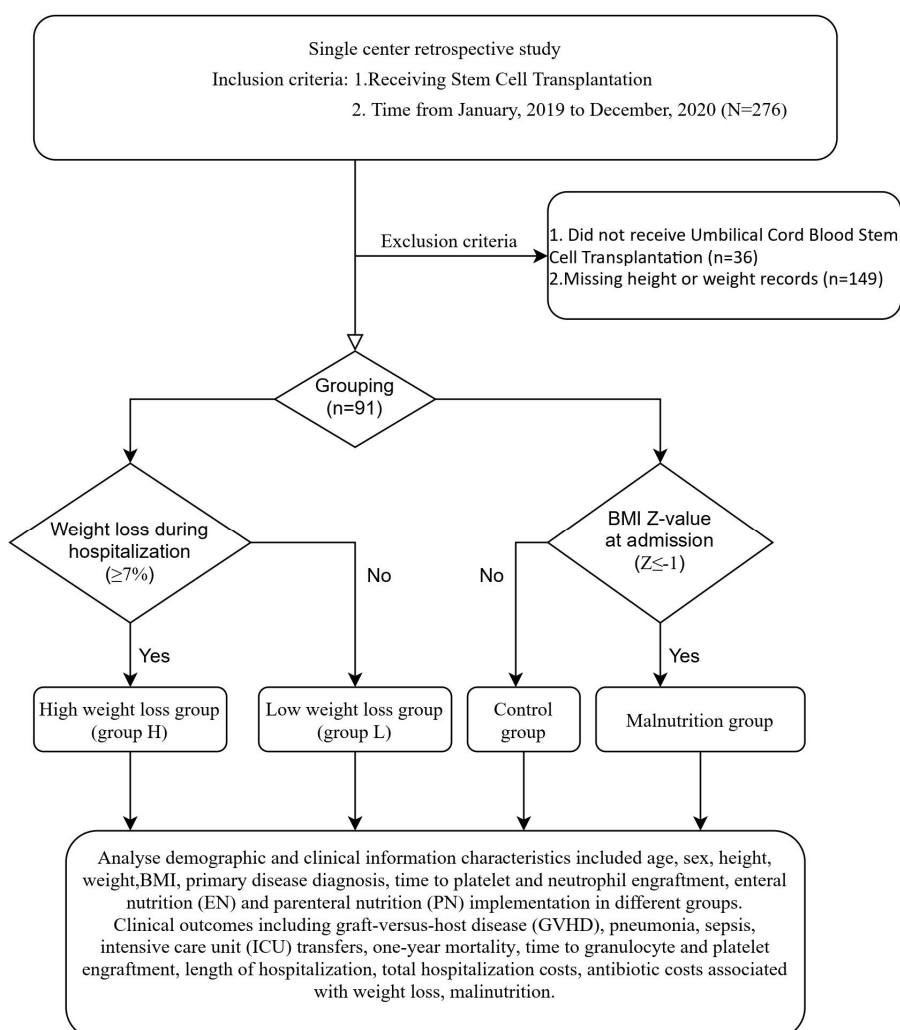 Single center retrospective study
Inclusion criteria: 1.Receiving Stem Cell Transplantation
2. Time from January, 2019 to December, 2020 (N=276)
Exclusion criteria
1. Did not receive Umbilical Cord Blood Stem
Cell Transplantation (n=36)
2.Missing height or weight records (n=149)
Grouping
(n=91)
Weight loss during
hospitalization
(≥7%)
No
Yes
BMI Z-value
at admission
(Z≤-1)
No
Yes
High weight loss group
(group H)
Low weight loss group
(group L)
Control
group
Malnutrition group
Analyse demographic and clinical information characteristics included age, sex, height,
weight,BMI, primary disease diagnosis, time to platelet and neutrophil engraftment, enteral
nutrition (EN) and parenteral nutrition (PN) implementation in different groups.
Clinical outcomes including graft-versus-host disease (GVHD), pneumonia, sepsis,
intensive care unit (ICU) transfers, one-year mortality, time to granulocyte and platelet
engraftment, length of hospitalization, total hospitalization costs, antibiotic costs associated
with weight loss, malnutrition.